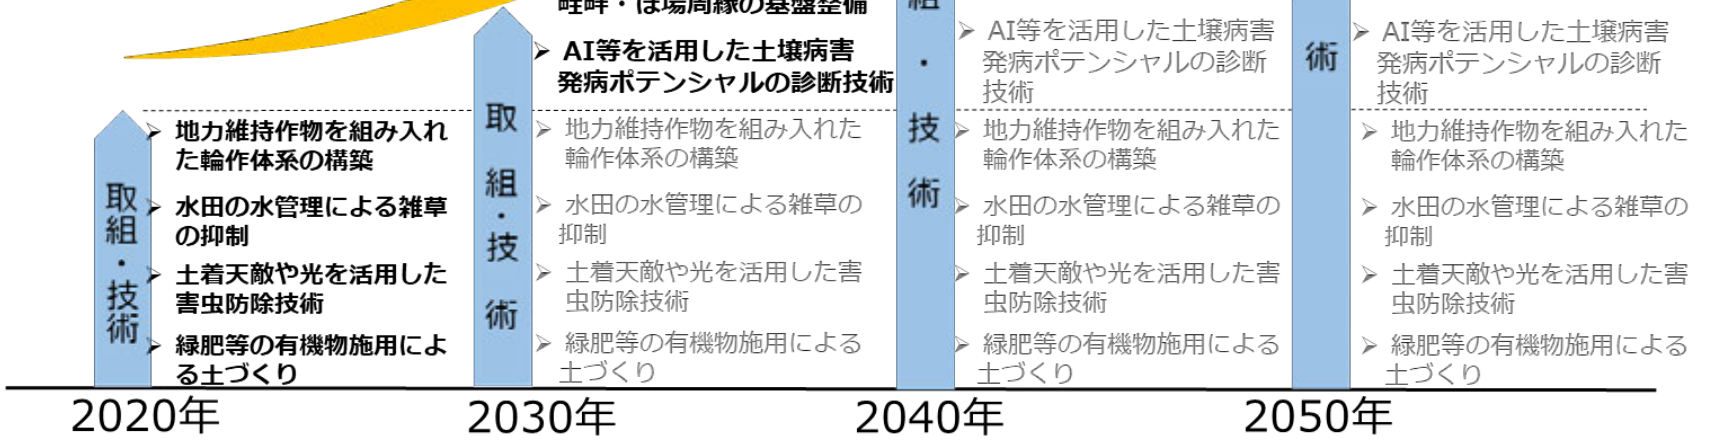 畦畔・ほ場周縁の基盤整備
➢ AI等を活用した土壌病害
発病ポテンシャルの診断技術
➢ AI等を活用した土壌病害
発病ポテンシャルの診断
技術
➢ AI等を活用した土壌病害
発病ポテンシャルの診断
技術
取組・技術
➢ 地力維持作物を組み入れ
た輪作体系の構築
➢ 水田の水管理による雑草
の抑制
➢ 土着天敵や光を活用した
害虫防除技術
➢ 緑肥等の有機物施用によ
る土づくり
取組・技術
➢ 地力維持作物を組み入れた
輪作体系の構築
➢ 水田の水管理による雑草の
抑制
➢ 土着天敵や光を活用した害
虫防除技術
➢ 緑肥等の有機物施用による
土づくり
組・技術
➢ 地力維持作物を組み入れた
輪作体系の構築
➢ 水田の水管理による雑草の
抑制
➢ 土着天敵や光を活用した害
虫防除技術
➢ 緑肥等の有機物施用による
土づくり
術
➢ 地力維持作物を組み入れた
輪作体系の構築
➢ 水田の水管理による雑草の
抑制
➢ 土着天敵や光を活用した害
虫防除技術
➢ 緑肥等の有機物施用による
土づくり
2020年
2030年
2040年
2050年